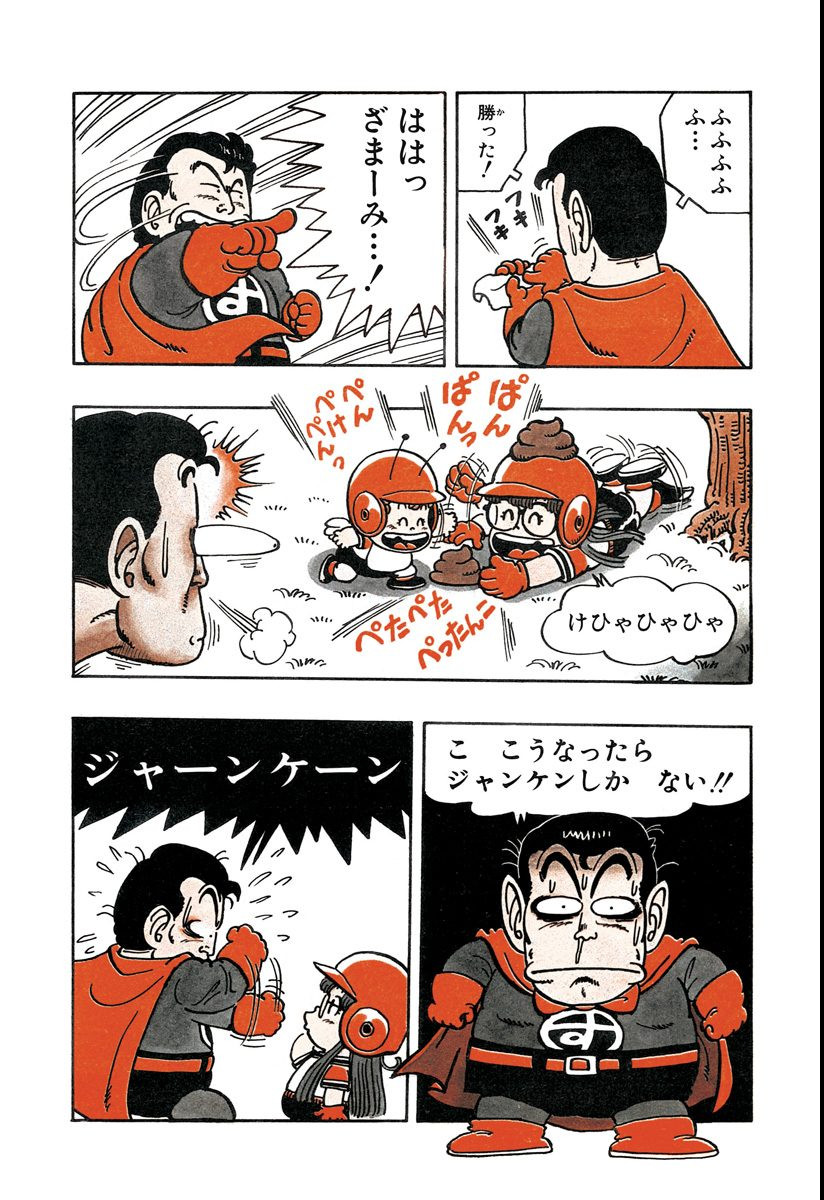 ふふふふ
ふ…
勝った!
かフキ
フキ
ははっ
ざまーみ…!
す
ぱん
ぱんっ
ぺん
ぺけ
ぺんっ
ぺたぺた
ぺったんこ
けひゃひゃひゃ
こ こうなったら
ジャンケンしか ない!!
す
ジャーンケーン